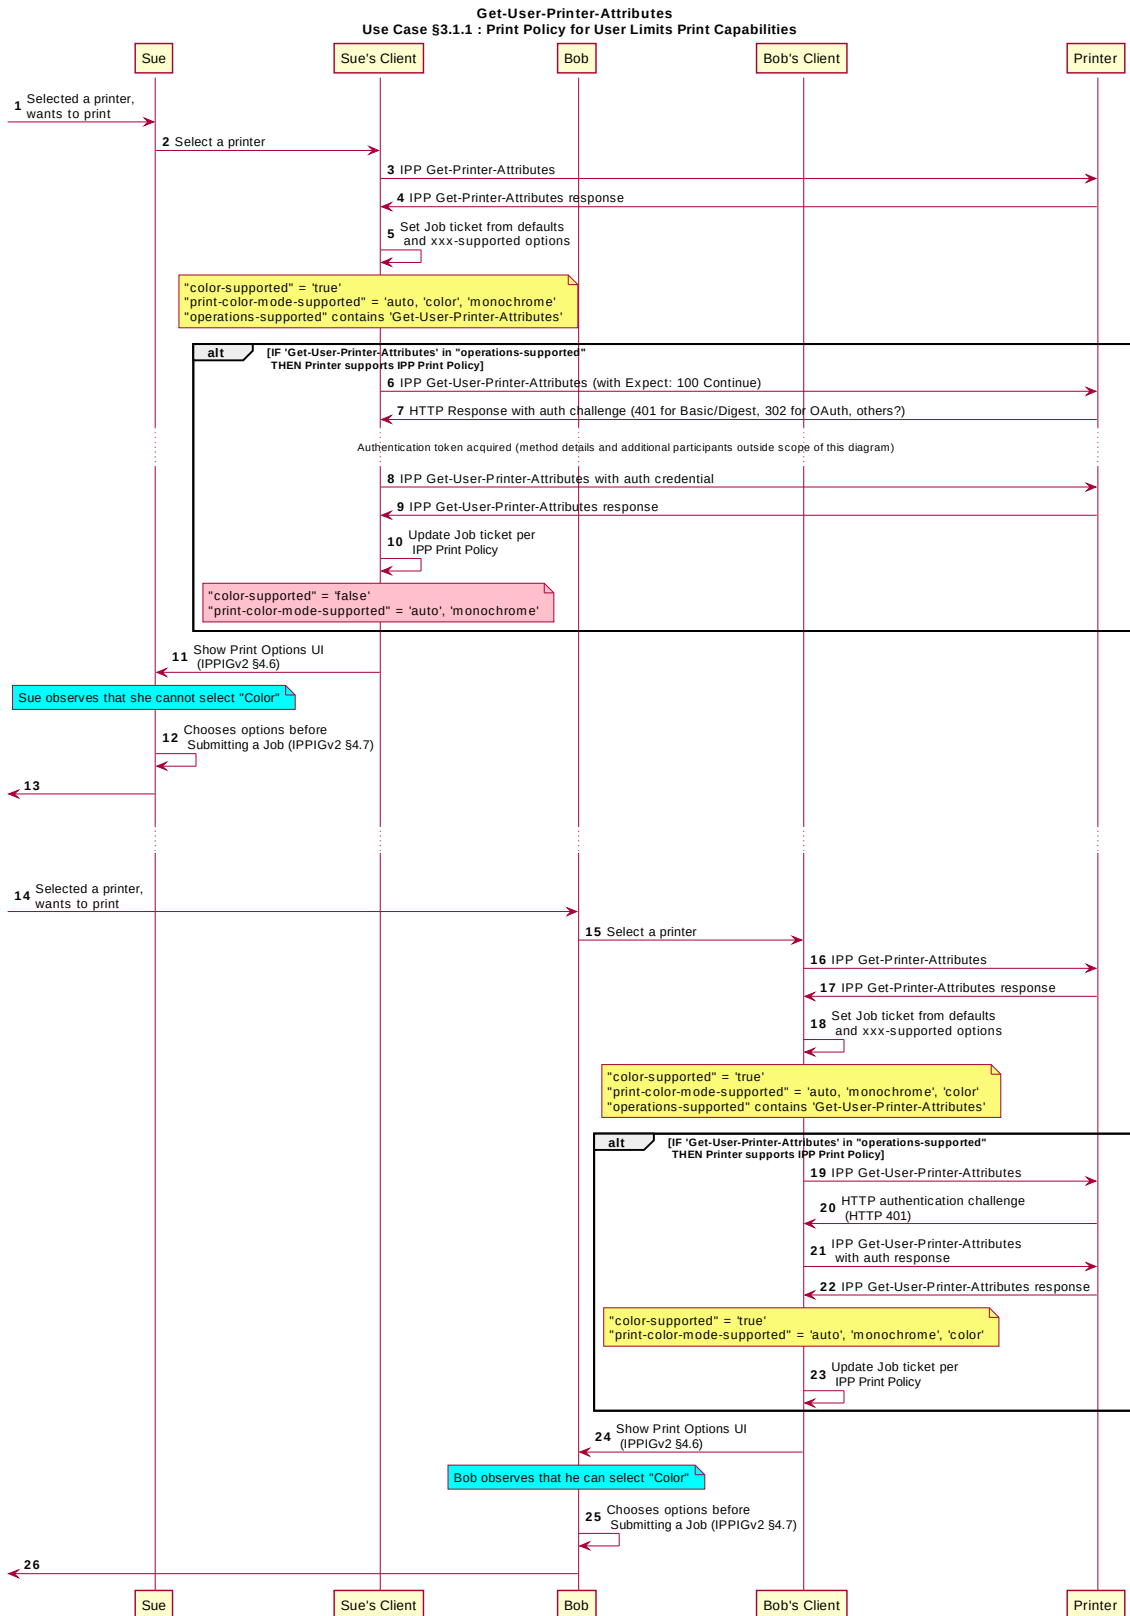 Get-User-Printer-Attributes
Use Case §3.1.1 : Print Policy for User Limits Print Capabilities
Sue
Sue's Client
Bob
Bob's Client
Printer
1 Selected a printer,
wants to print
2 Select a printer
3 IPP Get-Printer-Attributes
4 IPP Get-Printer-Attributes response
5 Set Job ticket from defaults
and xxx-supported options
"color-supported" = 'true'
"print-color-mode-supported" = 'auto, 'color', 'monochrome'
"operations-supported" contains 'Get-User-Printer-Attributes'
alt [IF 'Get-User-Printer-Attributes' in "operations-supported"
THEN Printer supports IPP Print Policy]
6 IPP Get-User-Printer-Attributes (with Expect: 100 Continue)
7 HTTP Response with auth challenge (401 for Basic/Digest, 302 for OAuth, others?)
Authentication token acquired (method details and additional participants outside scope of this diagram)
8 IPP Get-User-Printer-Attributes with auth credential
9 IPP Get-User-Printer-Attributes response
10 Update Job ticket per
IPP Print Policy
"color-supported" = 'false'
"print-color-mode-supported" = 'auto', 'monochrome'
11 Show Print Options UI
(IPPIGv2 §4.6)
Sue observes that she cannot select "Color"
12 Chooses options before
Submitting a Job (IPPIGv2 §4.7)
13
14 Selected a printer,
wants to print
15 Select a printer
16 IPP Get-Printer-Attributes
17 IPP Get-Printer-Attributes response
18 Set Job ticket from defaults
and xxx-supported options
"color-supported" = 'true'
"print-color-mode-supported" = 'auto, 'monochrome', 'color'
"operations-supported" contains 'Get-User-Printer-Attributes'
alt [IF 'Get-User-Printer-Attributes' in "operations-supported"
THEN Printer supports IPP Print Policy]
19 IPP Get-User-Printer-Attributes
20 HTTP authentication challenge
(HTTP 401)
21 IPP Get-User-Printer-Attributes
with auth response
22 IPP Get-User-Printer-Attributes response
"color-supported" = 'true'
"print-color-mode-supported" = 'auto', 'monochrome', 'color'
23 Update Job ticket per
IPP Print Policy
24 Show Print Options UI
(IPPIGv2 §4.6)
Bob observes that he can select "Color"
25 Chooses options before
Submitting a Job (IPPIGv2 §4.7)
26
Sue
Sue's Client
Bob
Bob's Client
Printer